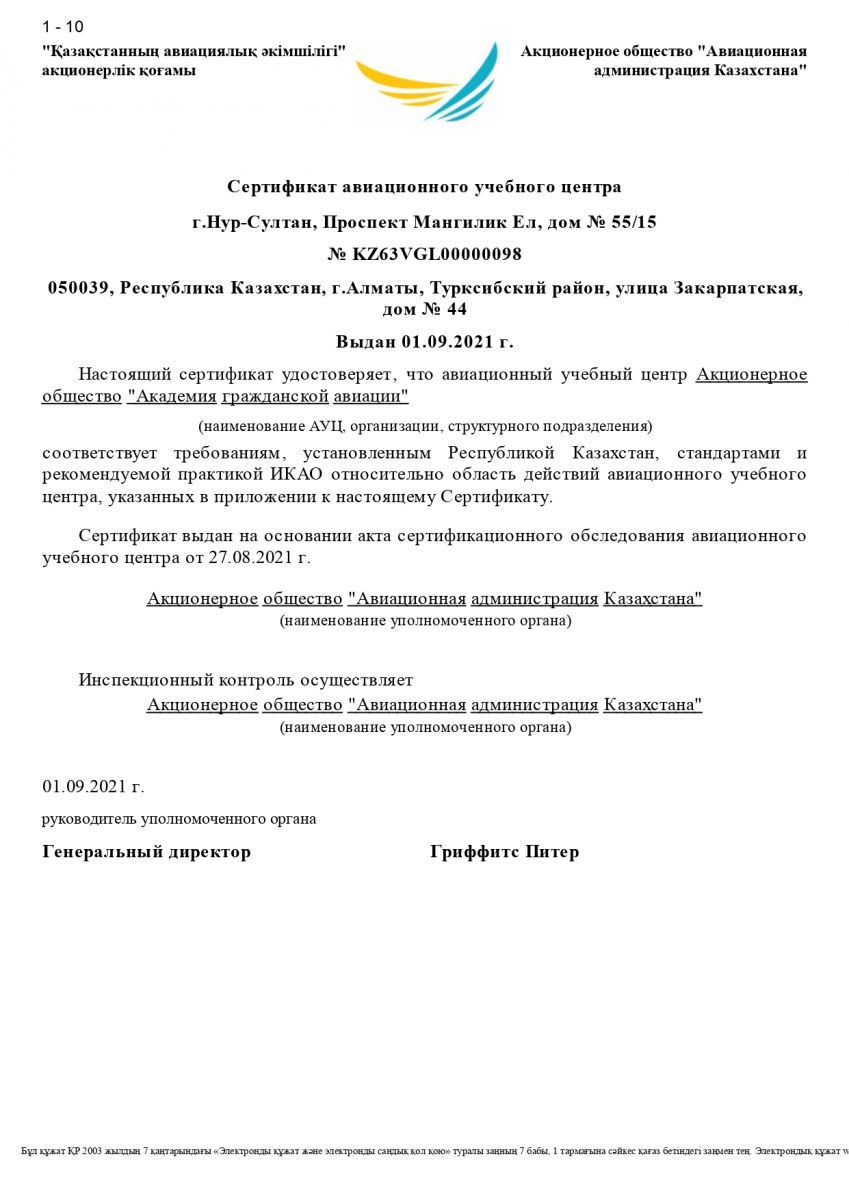 1 - 10
"Қазақстанның авиациялық әкімшілігі"
акционерлік қоғамы
Акционерное общество "Авиационная
администрация Казахстана"
Сертификат авиационного учебного центра
г.Нур-Султан, Проспект Мангилик Ел, дом № 55/15
№ KZ63VGL00000098
050039, Республика Казахстан, г.Алматы, Турксибский район, улица Закарпатская,
дом № 44
Выдан 01.09.2021 г.
Настоящий сертификат удостоверяет, что авиационный учебный центр Акционерное
общество "Академия гражданской авиации"
(наименование АУЦ, организации, структурного подразделения)
соответствует требованиям, установленным Республикой Казахстан, стандартами и
рекомендуемой практикой ИКАО относительно область действий авиационного учебного
центра, указанных в приложении к настоящему Сертификату.
Сертификат выдан на основании акта сертификационного обследования авиационного
учебного центра от 27.08.2021 г.
Акционерное общество "Авиационная администрация Казахстана"
(наименование уполномоченного органа)
Инспекционный контроль осуществляет
Акционерное общество "Авиационная администрация Казахстана"
(наименование уполномоченного органа)
01.09.2021 г.
руководитель уполномоченного органа
Генеральный директор Гриффитс Питер
Бұл құжат ҚР 2003 жылдың 7 қаңтарындағы «Электронды құжат және электронды сандық қол қою» туралы заңның 7 бабы, 1 тармағына сәйкес қағаз бетіндегі заңмен тең. Электрондық құжат w